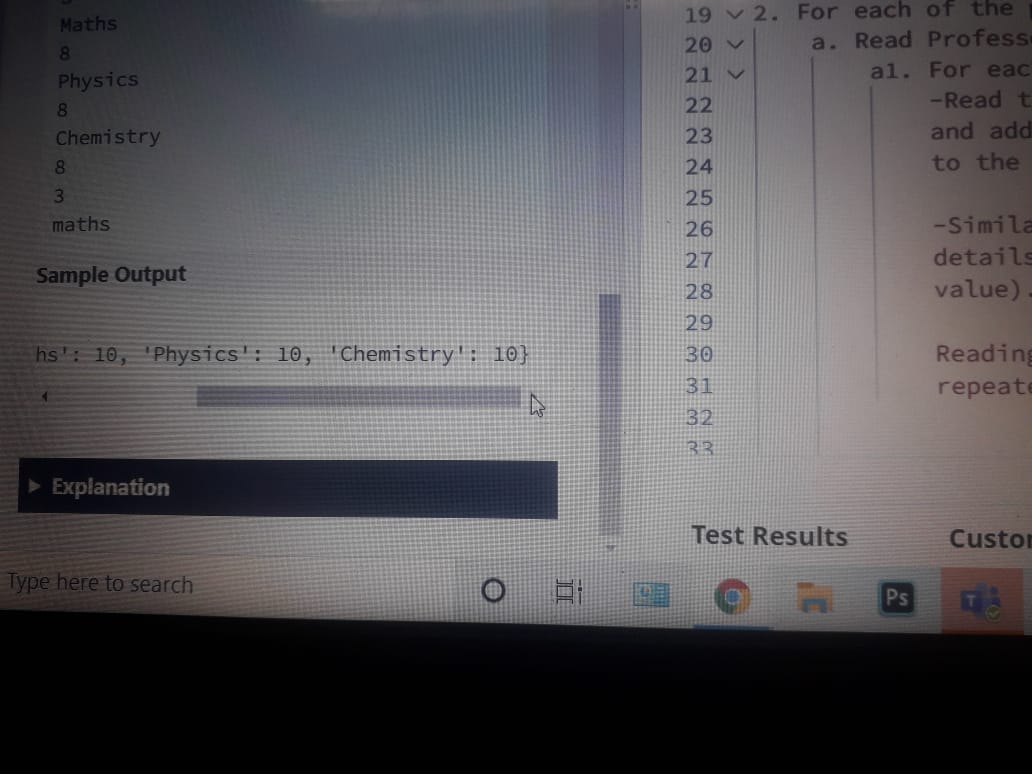 Maths
8
Physics
8
Chemistry
8
3
maths
Sample Output
hs': 10, 'Physics': 10, 'Chemistry': 10}
Explanation
19 2. For each of the
20 a. Read Profess
21 a1. For eac
22 -Read t
23 and add
24 to the
25
26 -Simila
27 details
28 value).
29
30 Reading
31 repeate
32
33
Test Results
Custor
Type here to search
Ps
T